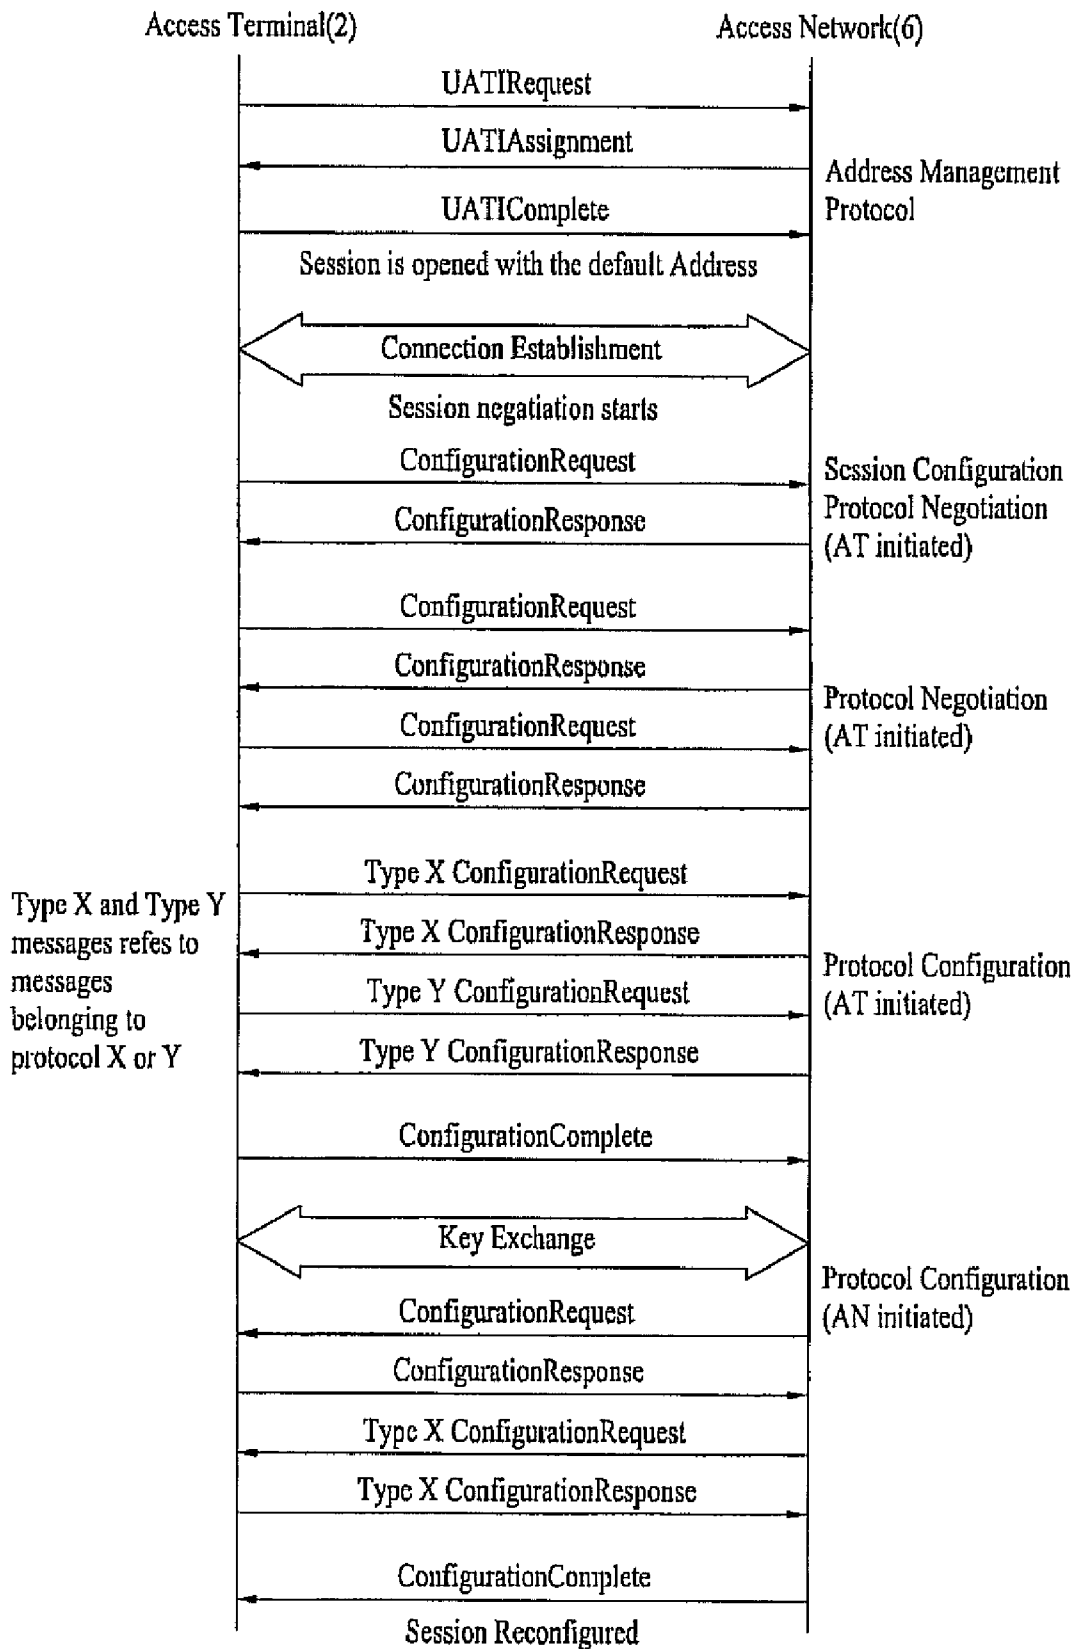 Access Terminal(2)
Access Network(6)
UATIRequest
UATIAssignment
Address Management
Protocol
UATIComplete
Session is opened with the default Address
Connection Establishment
Session negatiation starts
ConfigurationRequest
Session Configuration
Protocol Negotiation
(AT initiated)
ConfigurationResponse
ConfigurationRequest
ConfigurationResponse
Protocol Negotiation
(AT initiated)
ConfigurationRequest
ConfigurationResponse
Type X ConfigurationRequest
Type X and Type Y
messages refes to
messages
belonging to
protocol X or Y
Type X ConfigurationResponse
Protocol Configuration
(AT initiated)
Type Y ConfigurationRequest
Type Y ConfigurationResponse
ConfigurationComplete
Key Exchange
Protocol Configuration
(AN initiated)
ConfigurationRequest
ConfigurationResponse
Type X ConfigurationRequest
Type X ConfigurationResponse
ConfigurationComplete
Session Reconfigured